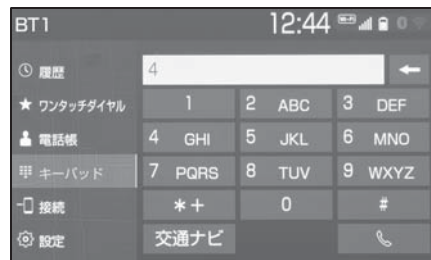 BT1 12:44
履歴
ワンタッチダイヤル
電話帳
キーパッド
接続
設定
4
1 2 ABC 3 DEF
4 GHI 5 JKL 6 MNO
7 PQRS 8 TUV 9 WXYZ
*+ 0 #
交通ナビ